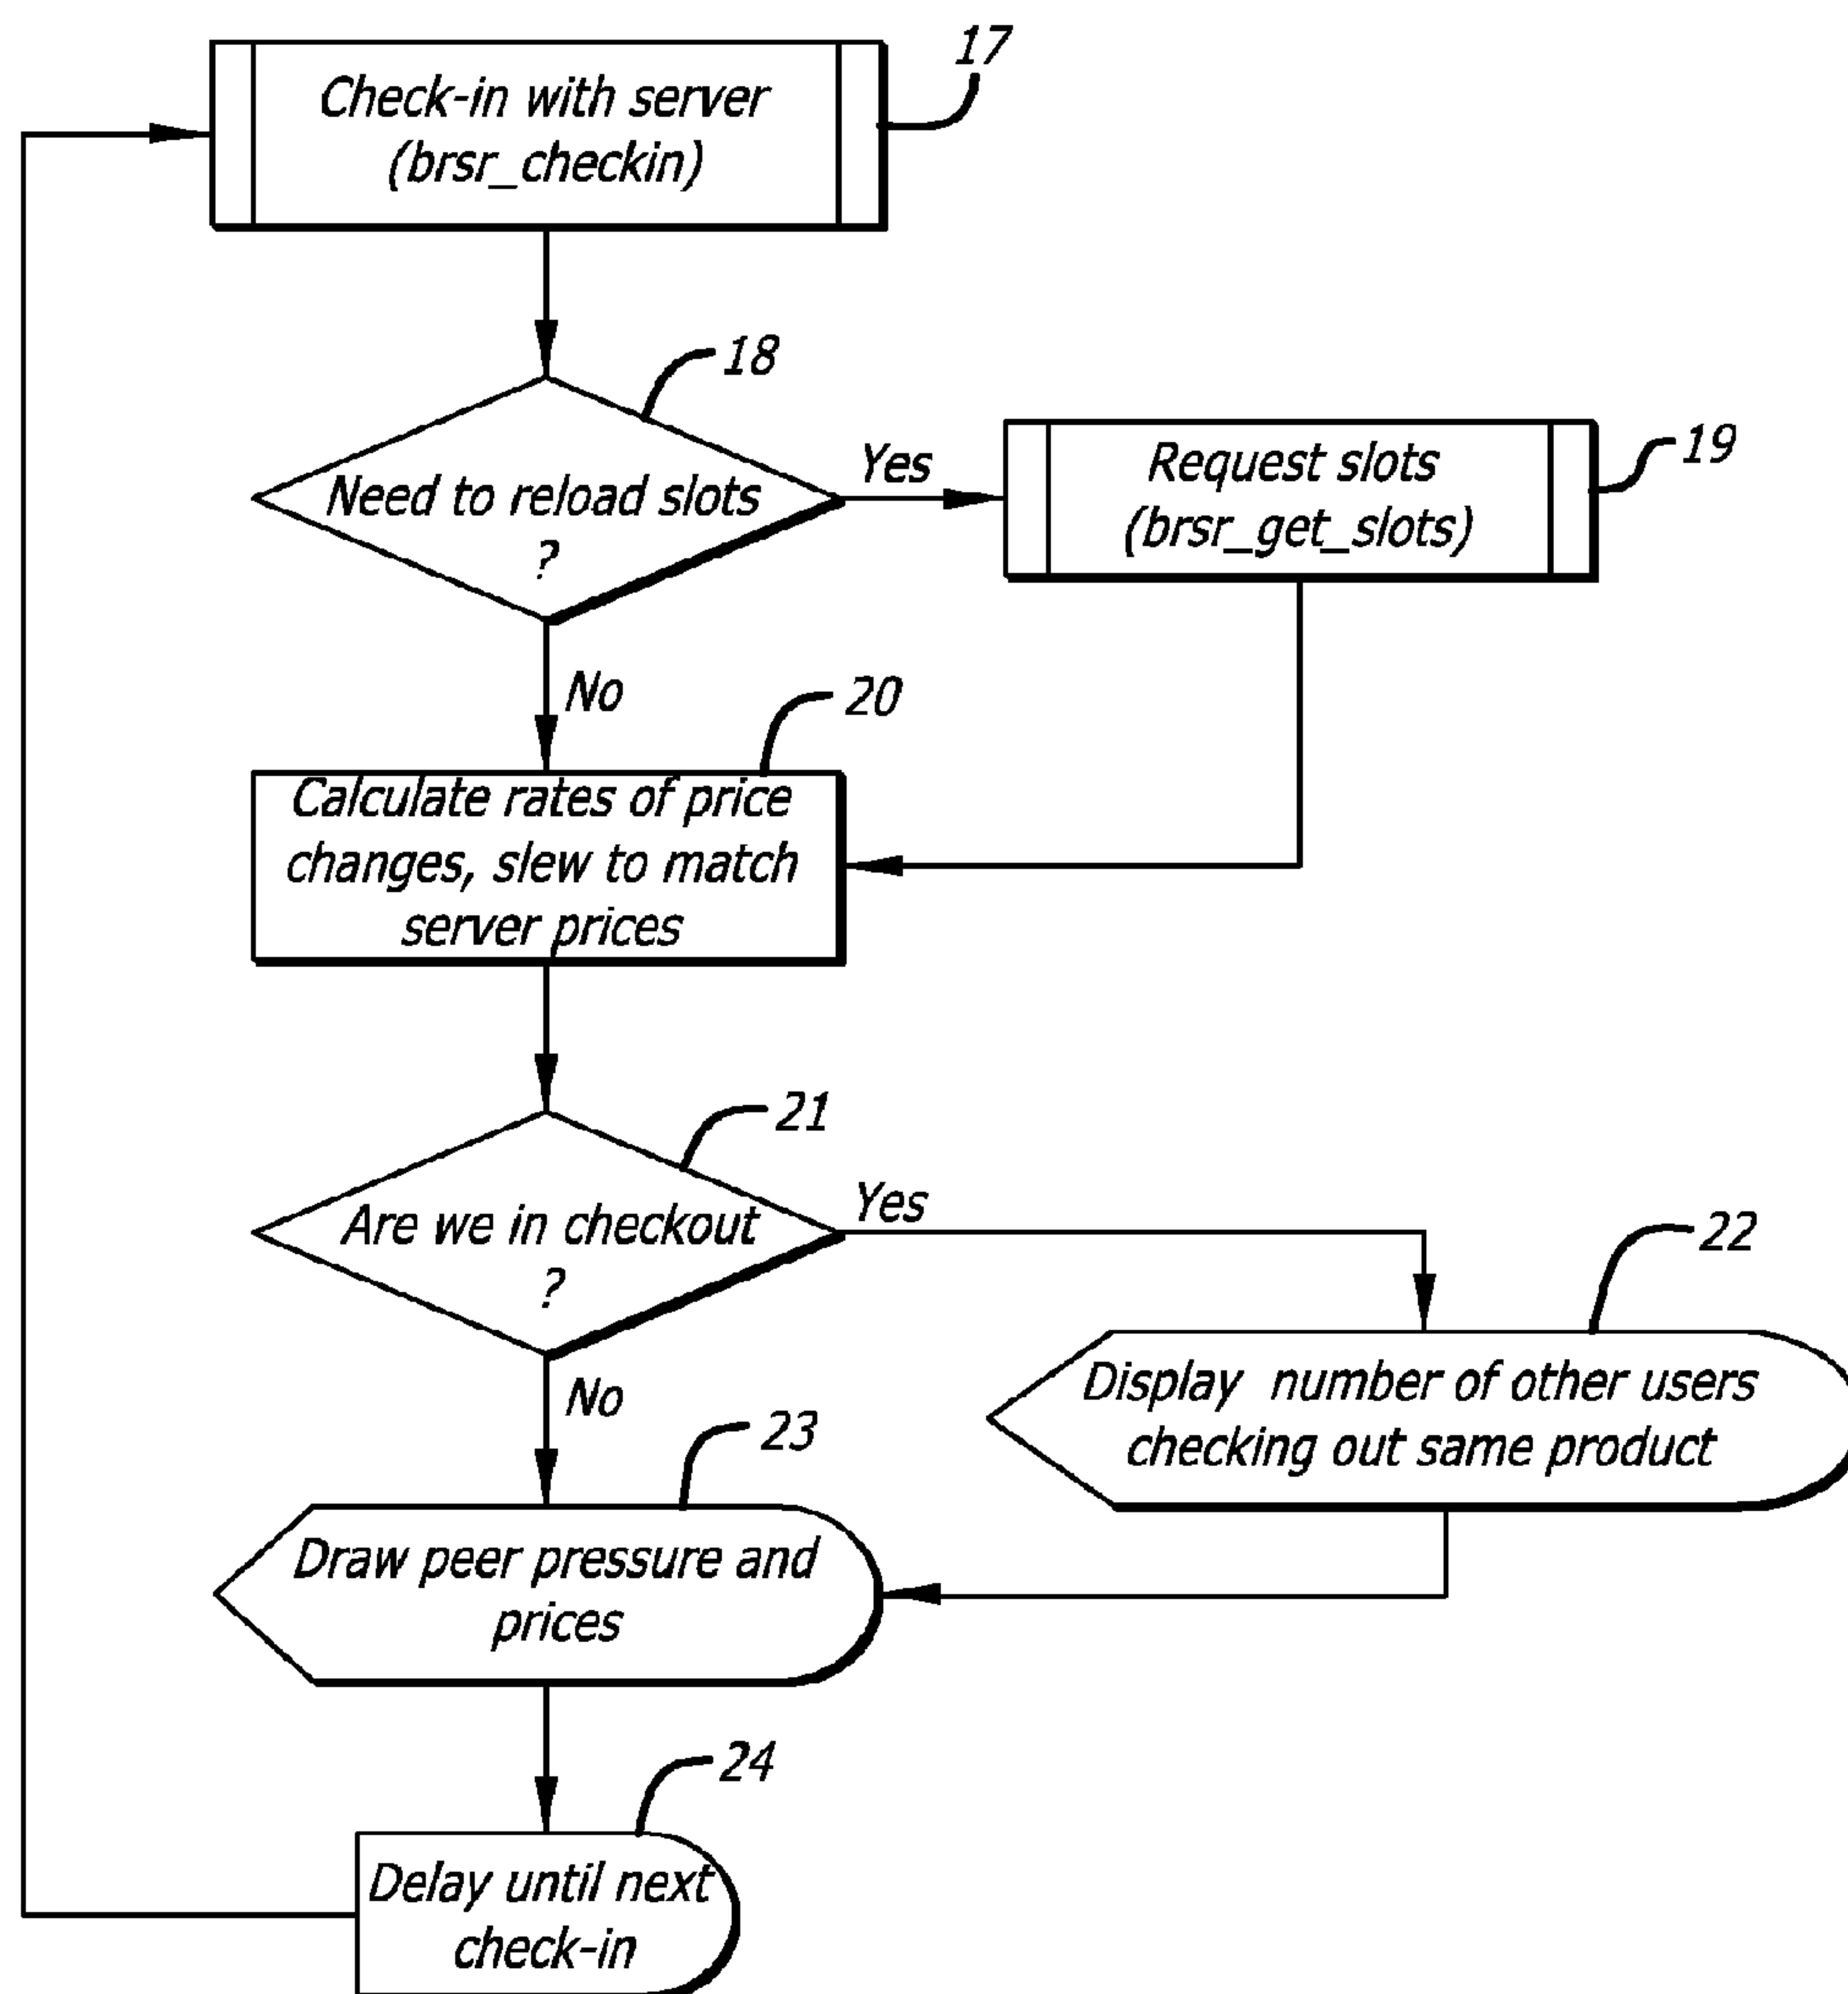 17
Check-in with server
(brsr_checkin)
18
Need to reload slots
?
Yes
19
Request slots
(brsr_get_slots)
No
20
Calculate rates of price
changes, slew to match
server prices
21
Are we in checkout
?
Yes
22
Display number of other users
checking out same product
No
23
Draw peer pressure and
prices
24
Delay until next
check-in